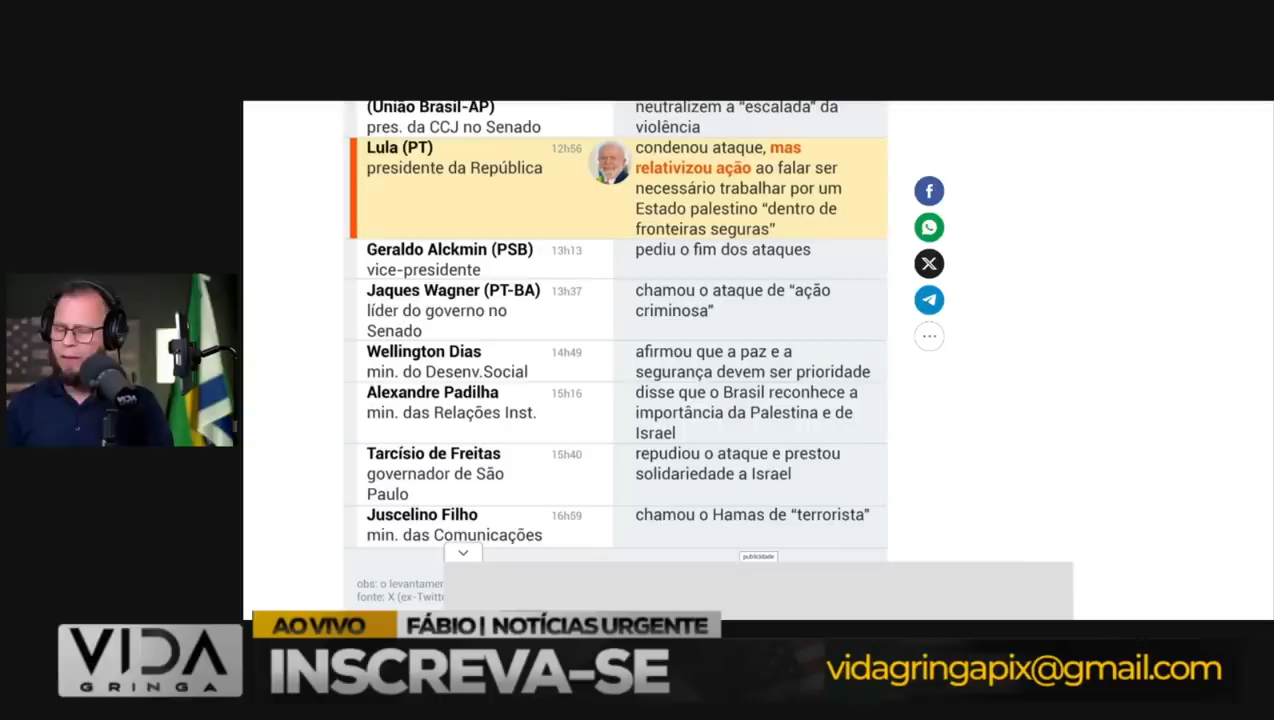 (União Brasil-AP)
pres. da CCJ no Senado
neutralizem a “escalada” da
violência
Lula (PT)
presidente da República
12h56
condenou ataque, mas
relativizou ação ao falar ser
necessário trabalhar por um
Estado palestino “dentro de
fronteiras seguras”
Geraldo Alckmin (PSB)
vice-presidente
13h13
pediu o fim dos ataques
Jaques Wagner (PT-BA)
líder do governo no
Senado
13h37
chamou o ataque de “ação
criminosa”
Wellington Dias
min. do Desenv.Social
14h49
afirmou que a paz e a
segurança devem ser prioridade
Alexandre Padilha
min. das Relações Inst.
15h16
disse que o Brasil reconhece a
importância da Palestina e de
Israel
Tarcísio de Freitas
governador de São
Paulo
15h40
repudiou o ataque e prestou
solidariedade a Israel
Juscelino Filho
min. das Comunicações
16h59
chamou o Hamas de “terrorista”
publicidade
obs: o levantamen
fonte: X (ex-Twitt
AO VIVO
FÁBIO | NOTÍCIAS URGENTE
VIDA
GRINGA
INSCREVA-SE
vidagringapix@gmail.com